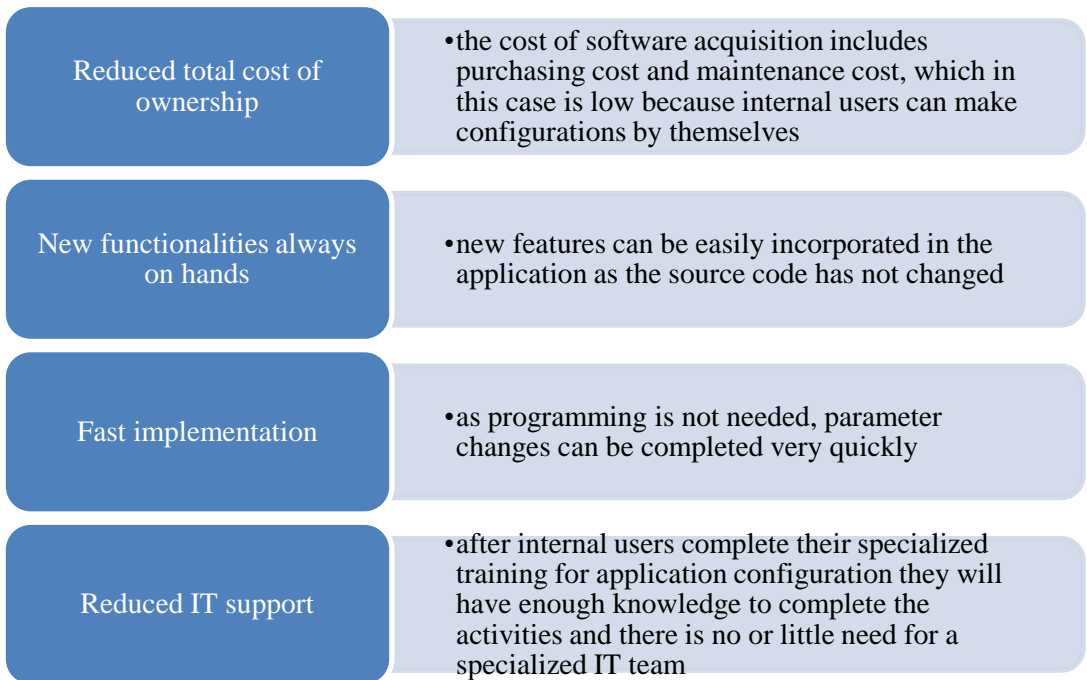 Reduced total cost of
ownership
•the cost of software acquisition includes
purchasing cost and maintenance cost, which in
this case is low because internal users can make
configurations by themselves
New functionalities always
on hands
•new features can be easily incorporated in the
application as the source code has not changed
Fast implementation
•as programming is not needed, parameter
changes can be completed very quickly
Reduced IT support
•after internal users complete their specialized
training for application configuration they will
have enough knowledge to complete the
activities and there is no or little need for a
specialized IT team